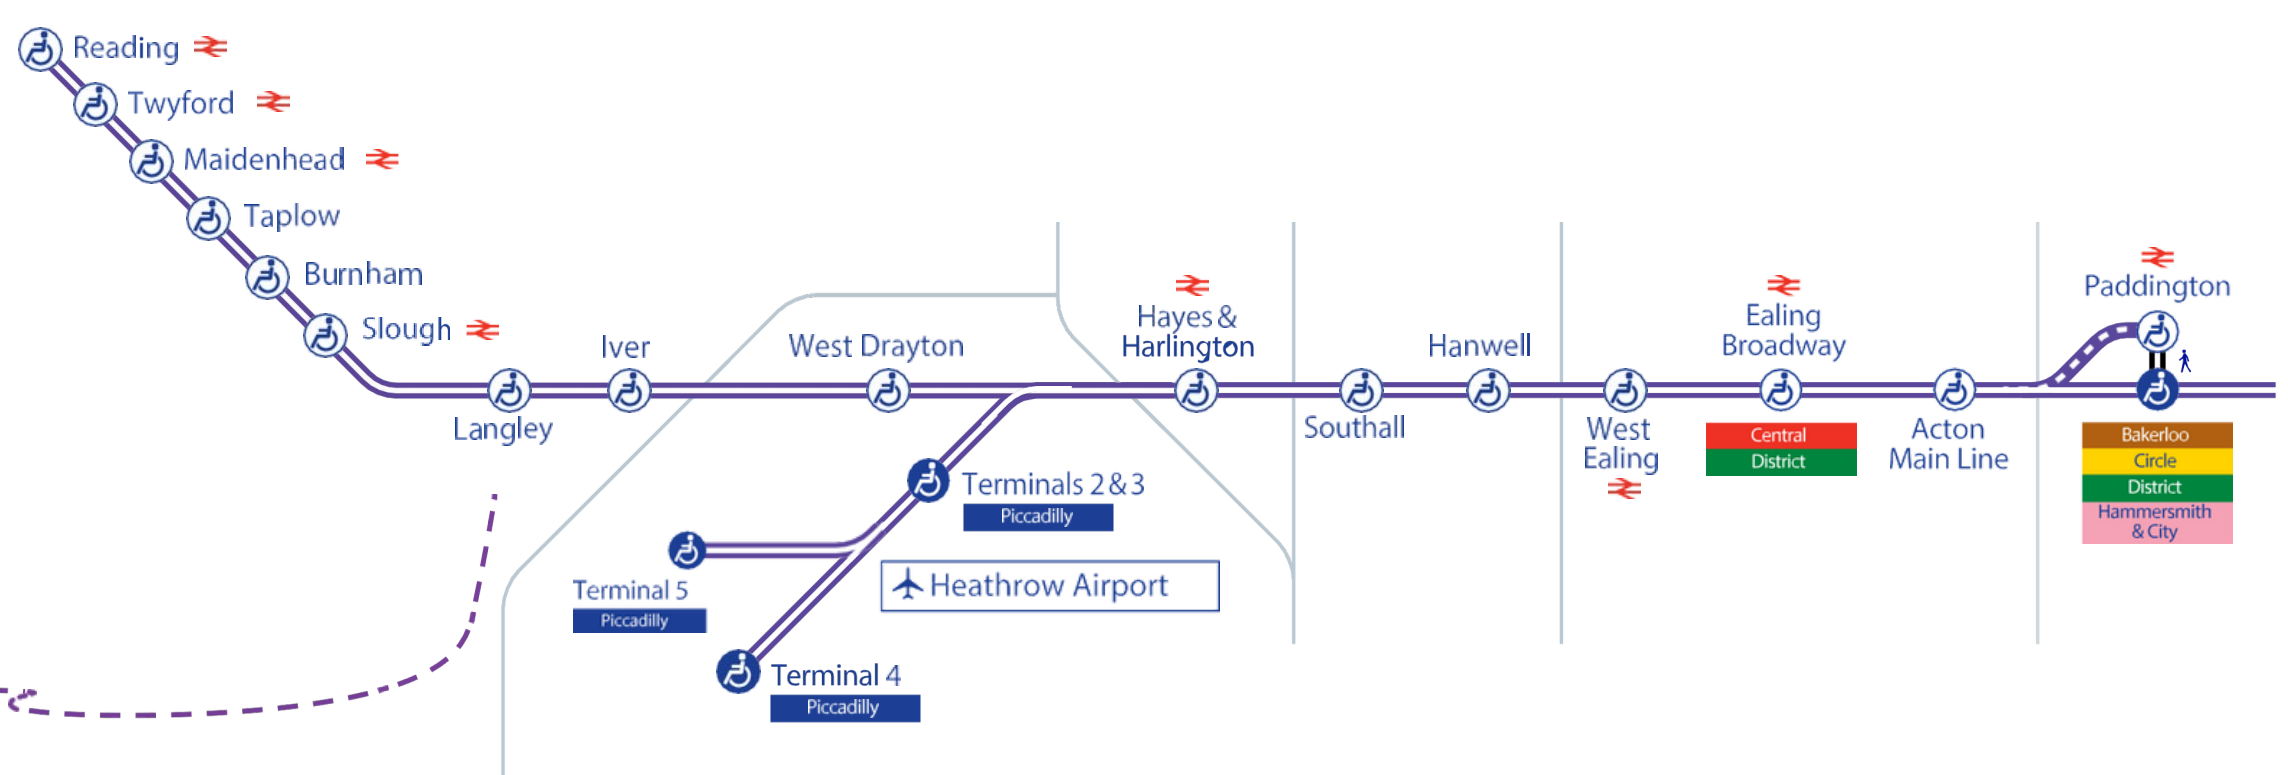 Reading
Twyford
Maidenhead
Taplow
Burnham
Slough
Langley
Iver
West Drayton
Terminals 2 & 3
Piccadilly
Terminal 5
Piccadilly
Heathrow Airport
Terminal 4
Piccadilly
Hayes &
Harlington
Southall
Hanwell
West
Ealing
Ealing
Broadway
Central
District
Acton
Main Line
Paddington
Bakerloo
Circle
District
Hammersmith
& City